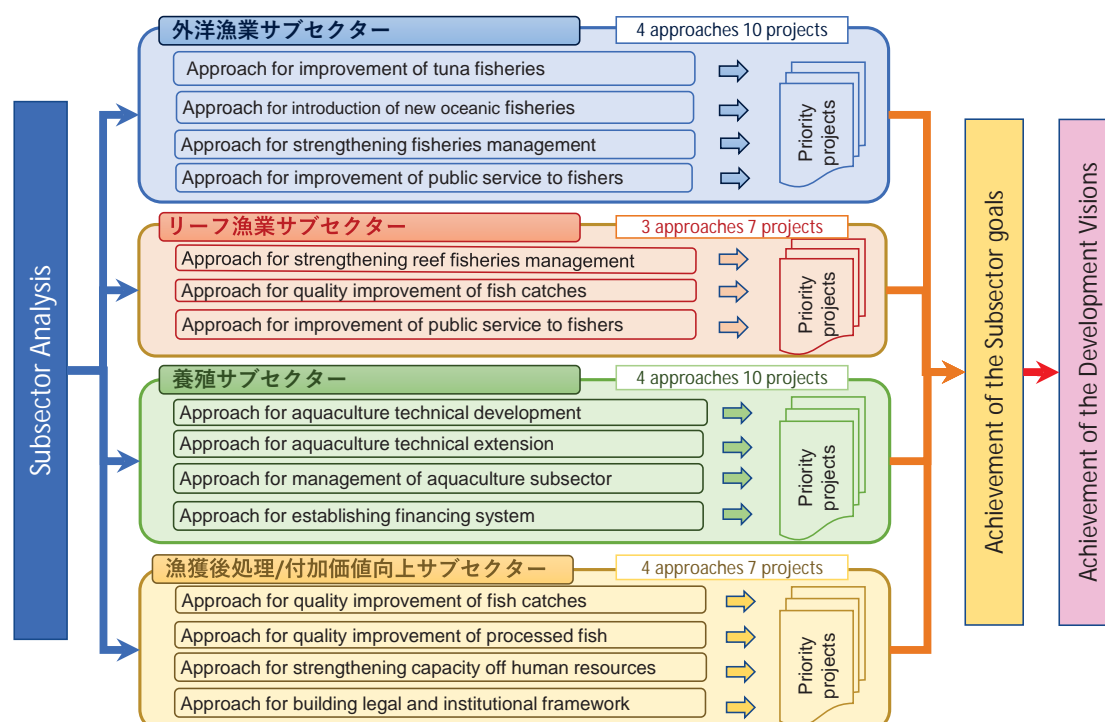 Subsector Analysis
外洋漁業サブセクター
4 approaches 10 projects
Approach for improvement of tuna fisheries
Approach for introduction of new oceanic fisheries
Approach for strengthening fisheries management
Approach for improvement of public service to fishers
Priority
projects
リーフ漁業サブセクター
3 approaches 7 projects
Approach for strengthening reef fisheries management
Approach for quality improvement of fish catches
Approach for improvement of public service to fishers
Priority
projects
養殖サブセクター
4 approaches 10 projects
Approach for aquaculture technical development
Approach for aquaculture technical extension
Approach for management of aquaculture subsector
Approach for establishing financing system
Priority
projects
漁獲後処理/付加価値向上サブセクター
4 approaches 7 projects
Approach for quality improvement of fish catches
Approach for quality improvement of processed fish
Approach for strengthening capacity off human resources
Approach for building legal and institutional framework
Priority
projects
Achievement of the Subsector goals
Achievement of the Development Visions